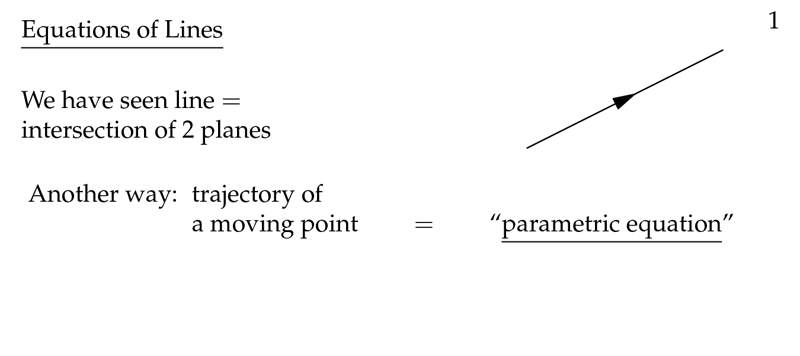 1
Equations of Lines
We have seen line =
intersection of 2 planes
Another way: trajectory of
a moving point = “parametric equation”